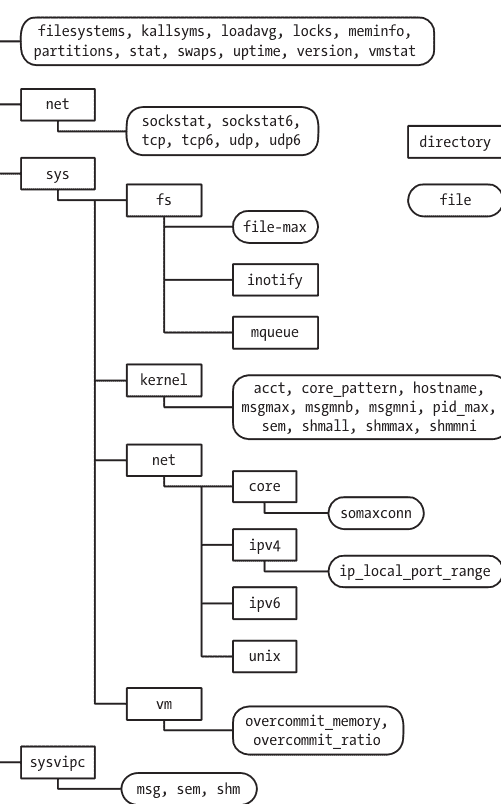 filesystems, kallsyms, loadavg, locks, meminfo,
partitions, stat, swaps, uptime, version, vmstat
net
sockstat, sockstat6,
tcp, tcp6, udp, udp6
directory
sys
fs
file
file-max
inotify
mqueue
kernel
acct, core_pattern, hostname,
msgmax, msgmnb, msgmni, pid_max,
sem, shmall, shmmax, shmmni
net
core
somaxconn
ipv4
ip_local_port_range
ipv6
unix
vm
overcommit_memory,
overcommit_ratio
sysvipc
msg, sem, shm